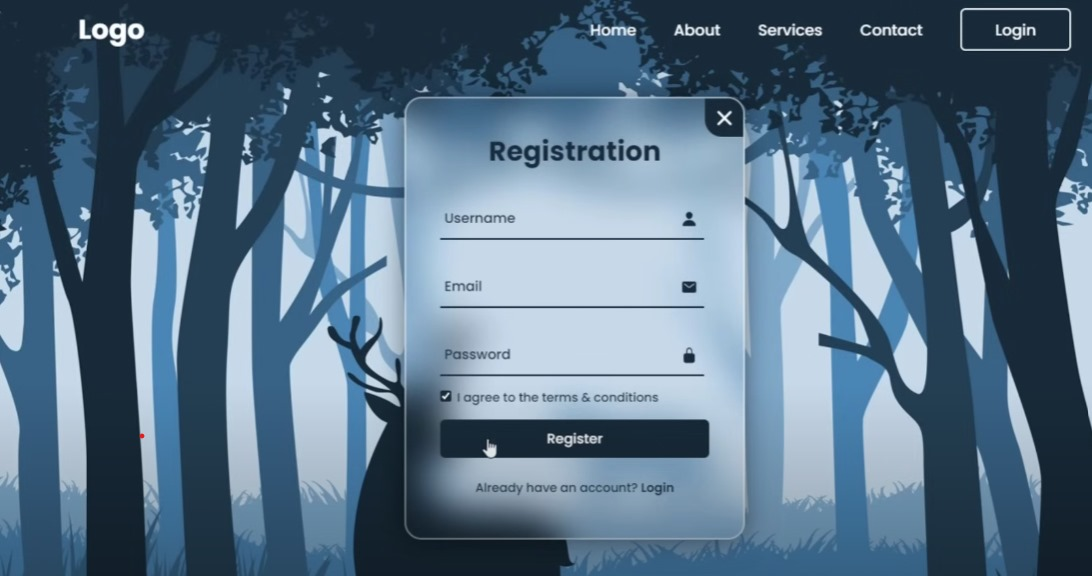 Logo
Home About Services Contact Login
Registration
Username
Email
Password
I agree to the terms & conditions
Register
Already have an account? Login